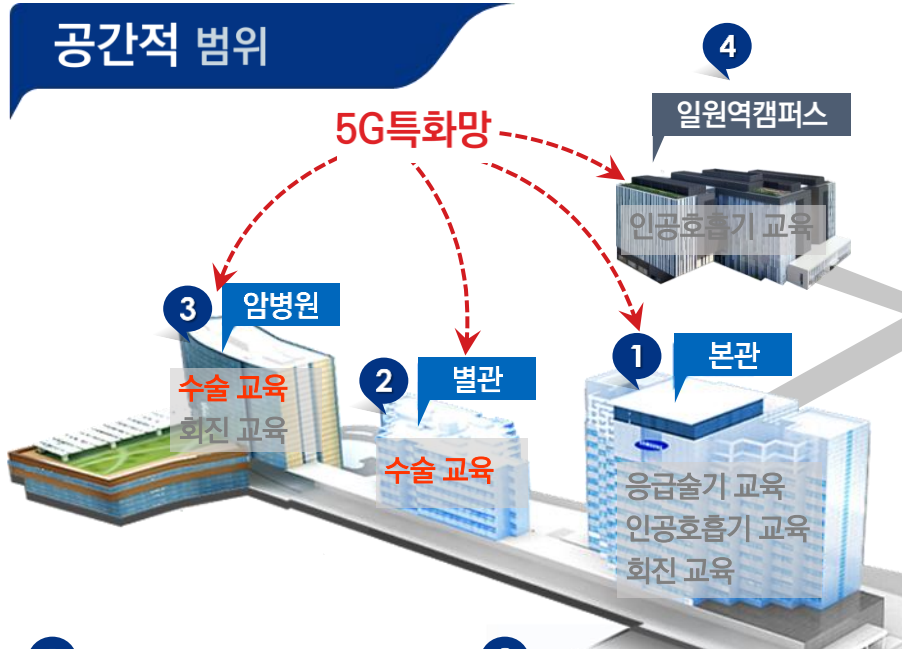 공간적 범위
4
일원역캠퍼스
5G특화망
인공호흡기 교육
3
암병원
수술 교육
회진 교육
2
별관
수술 교육
1
본관
SAMSUNG
응급술기 교육
인공호흡기 교육
회진 교육